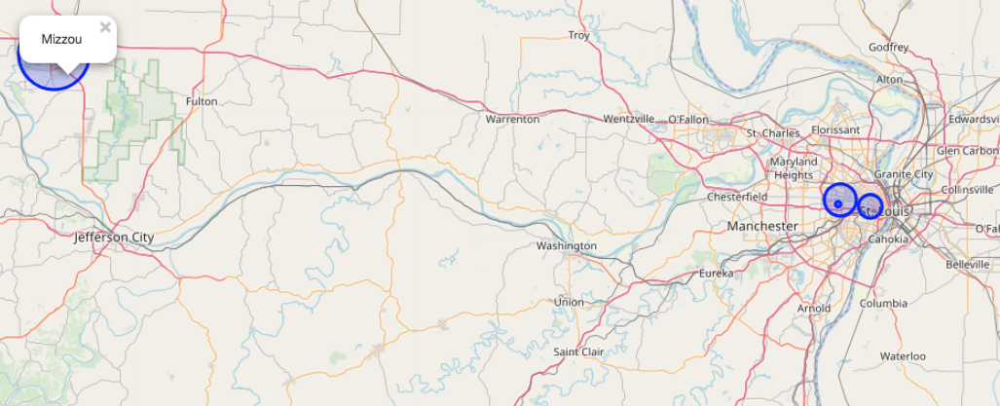 Mizzou
×
Troy
Godfrey
Alton
Fulton
Warrenton
Wentzville
O'Fallon
St. Charles
Florissant
Edwardsvi
Maryland
Heights
Glen Carbon
Granite City
Chesterfield
Collinsville
St. Louis
Manchester
O'Fa
Jefferson City
Washington
Cahokia
Belleville
Eureka
Union
Arnold
Columbia
Saint Clair
Waterloo